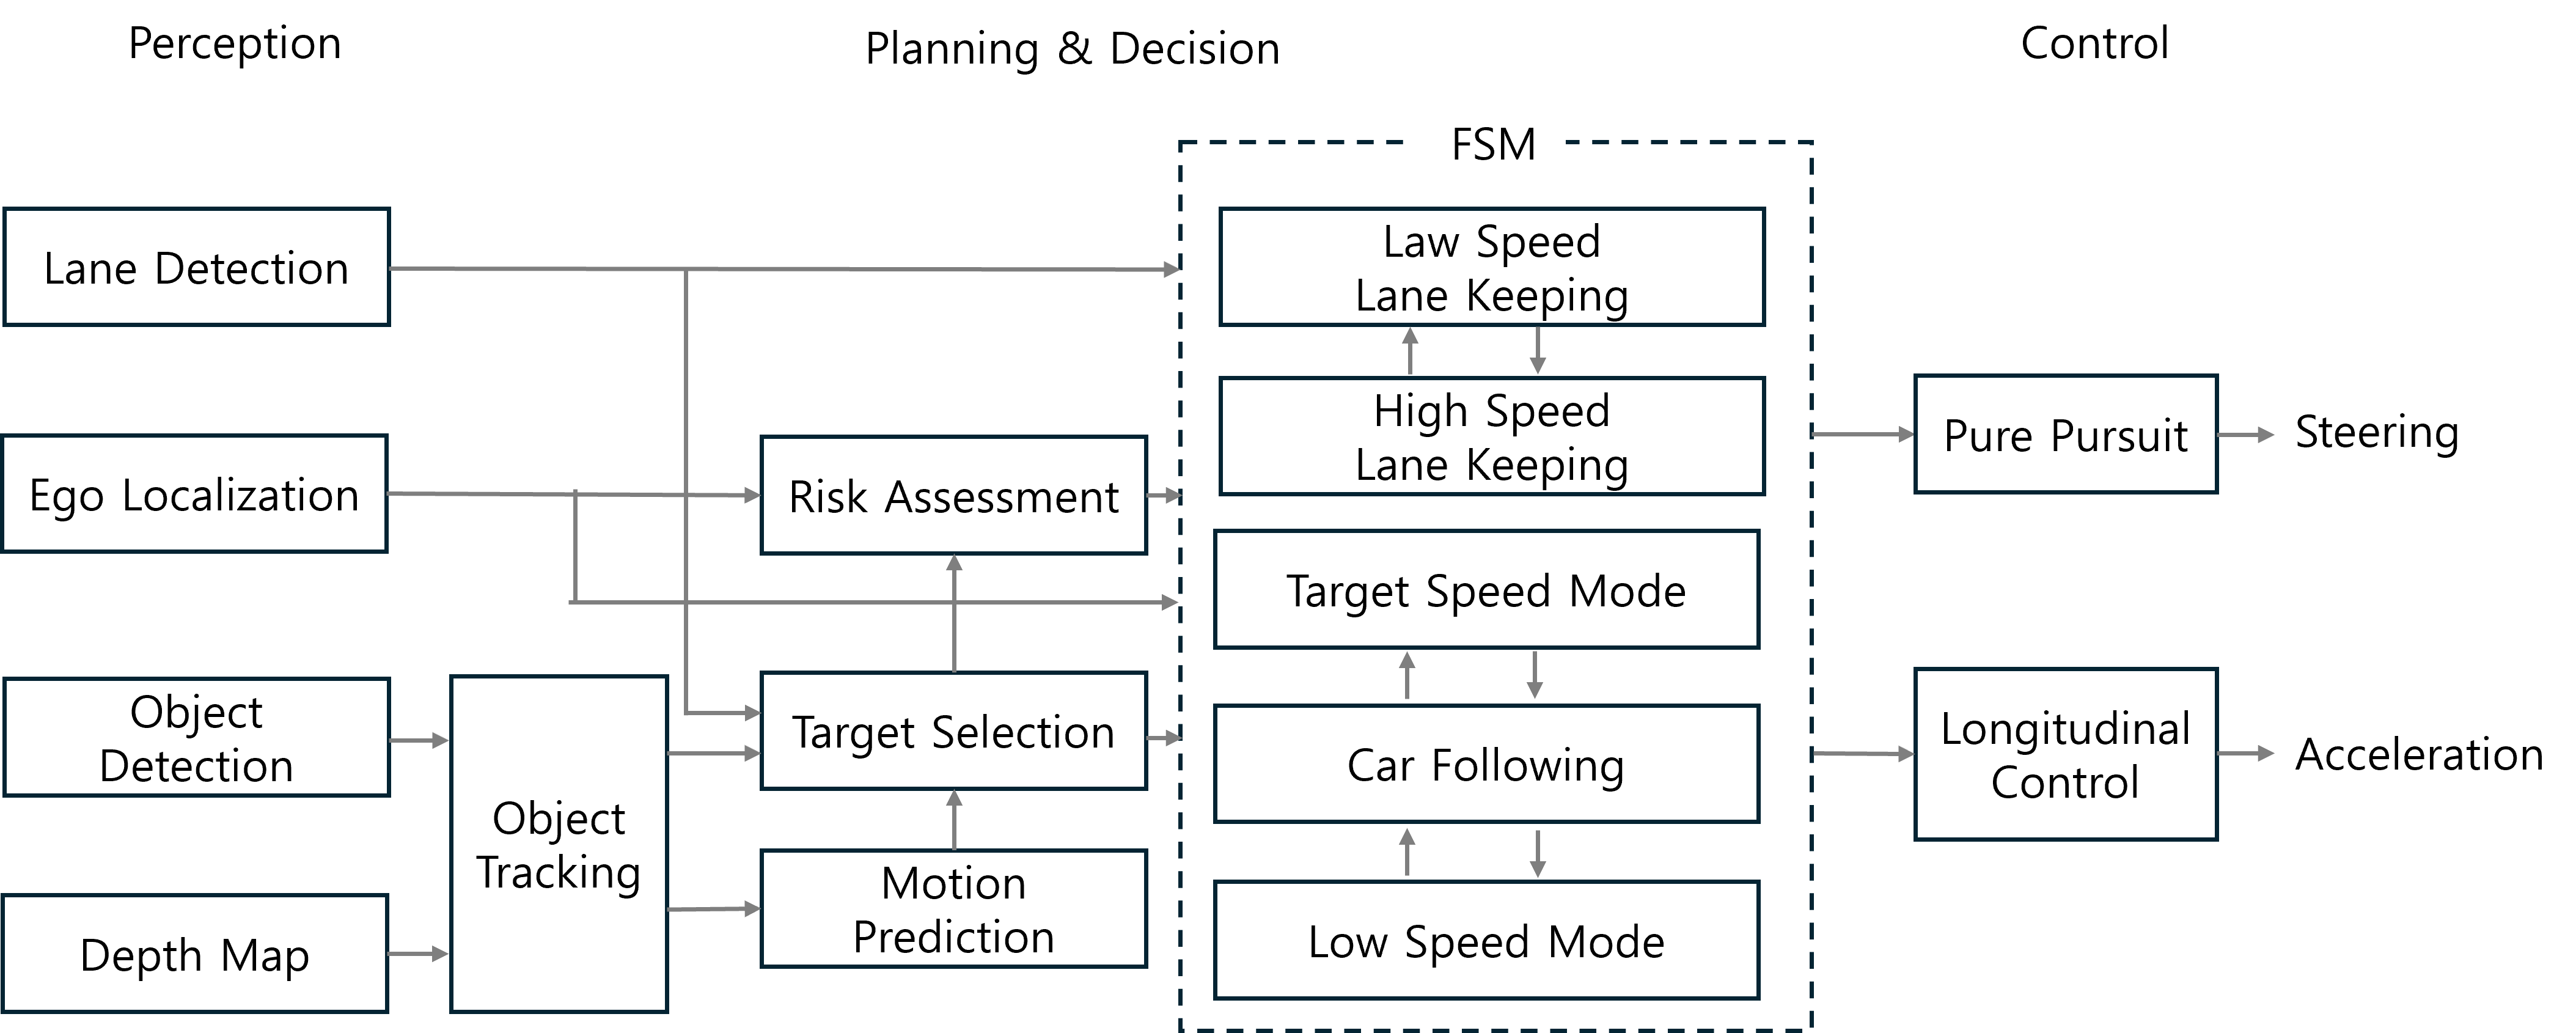 Perception
Planning & Decision
Control
FSM
Lane Detection
Law Speed
Lane Keeping
High Speed
Lane Keeping
Ego Localization
Risk Assessment
Pure Pursuit
Steering
Target Speed Mode
Object
Detection
Target Selection
Car Following
Longitudinal
Control
Acceleration
Object
Tracking
Motion
Prediction
Depth Map
Low Speed Mode